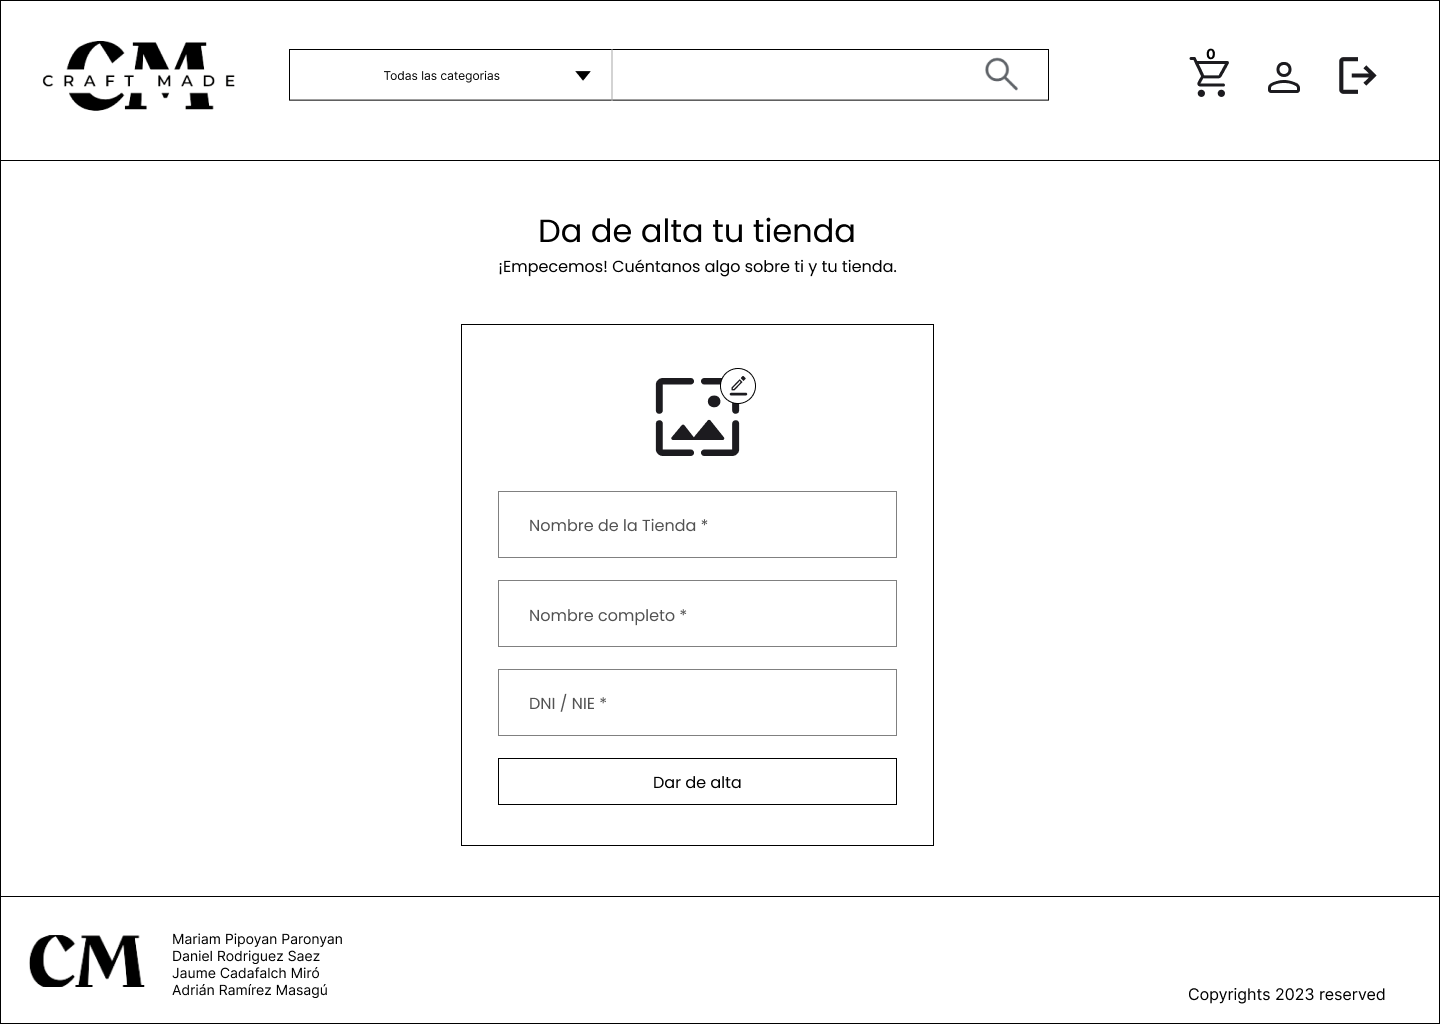 CM
CRAFT MADE
Todas las categorias
0
Da de alta tu tienda
¡Empecemos! Cuéntanos algo sobre ti y tu tienda.
Nombre de la Tienda *
Nombre completo *
DNI / NIE *
Dar de alta
CM
Mariam Pipoyan Paronyan
Daniel Rodriguez Saez
Jaume Cadafalch Miró
Adrián Ramírez Masagú
Copyrights 2023 reserved